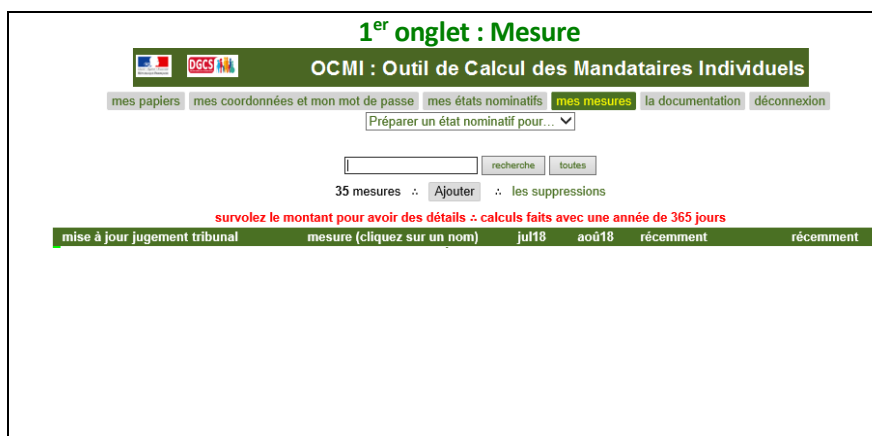 1er onglet : Mesure
DGCS OCMI : Outil de Calcul des Mandataires Individuels
mes papiers mes coordonnées et mon mot de passe mes états nominatifs mes mesures la documentation déconnexion
Préparer un état nominatif pour...
recherche toutes
35 mesures ∴ Ajouter ∴ les suppressions
survolez le montant pour avoir des détails ∴ calculs faits avec une année de 365 jours
mise à jour jugement tribunal mesure (cliquez sur un nom) jul18 aoû18 récemment récemment